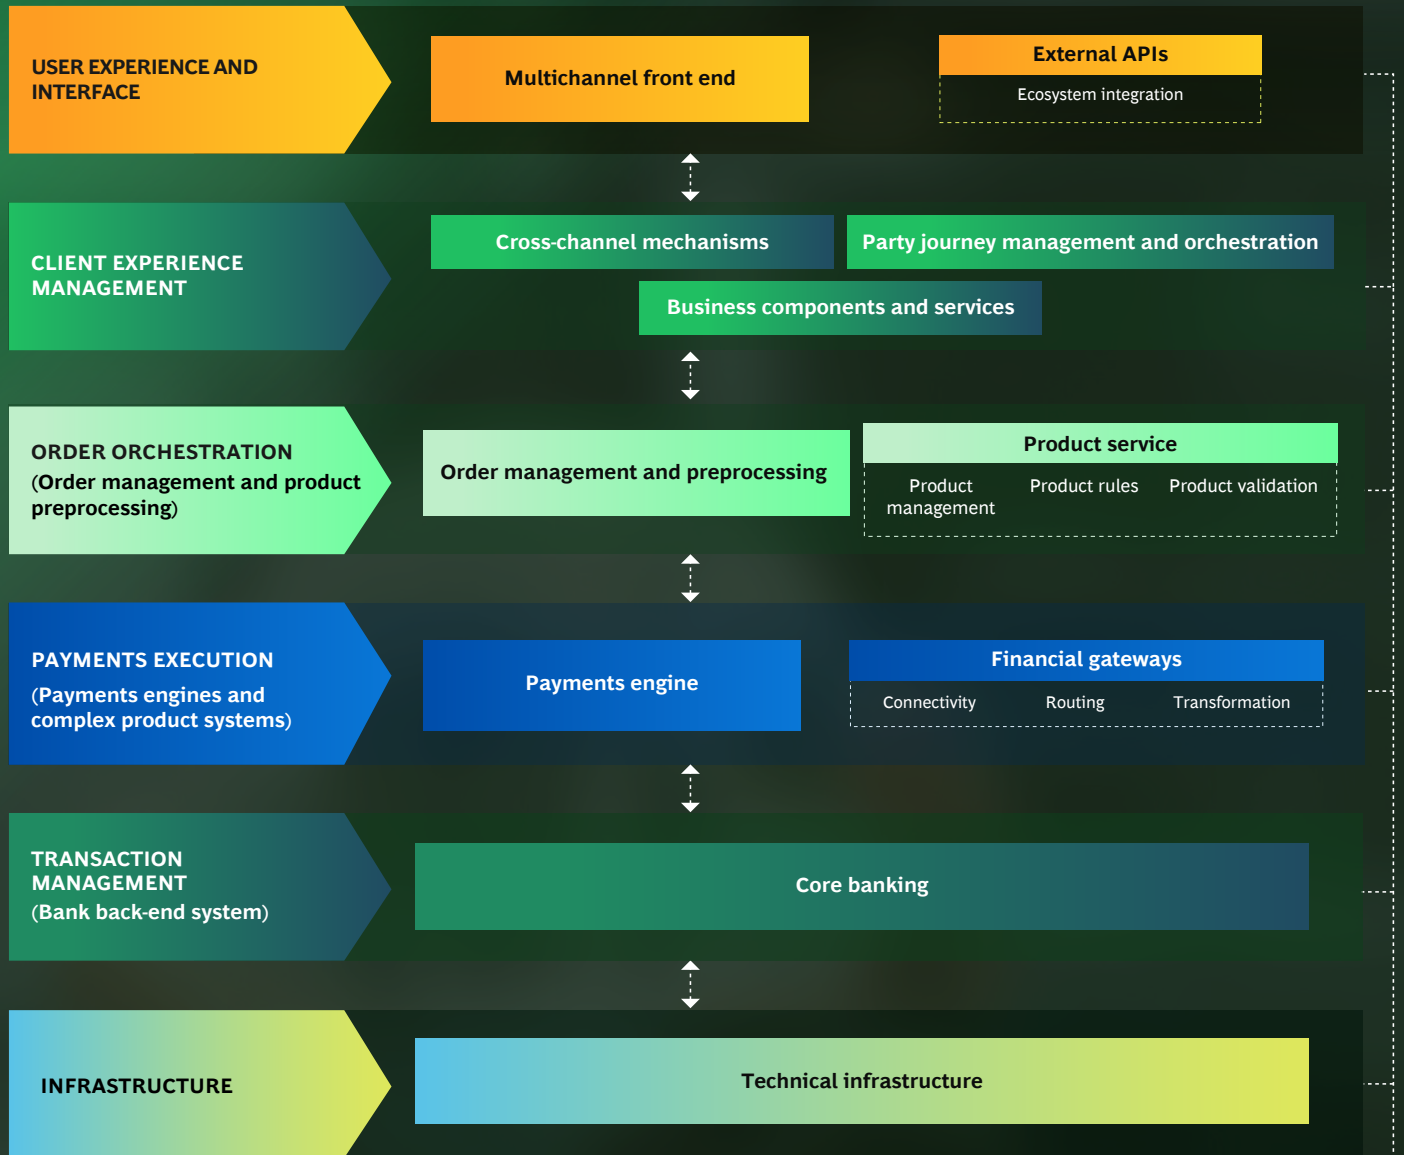 USER EXPERIENCE AND
INTERFACE
Multichannel front end
External APIs
Ecosystem integration
CLIENT EXPERIENCE
MANAGEMENT
Cross-channel mechanisms
Party journey management and orchestration
Business components and services
ORDER ORCHESTRATION
(Order management and product
preprocessing)
Order management and preprocessing
Product service
Product
management
Product rules
Product validation
PAYMENTS EXECUTION
(Payments engines and
complex product systems)
Payments engine
Financial gateways
Connectivity
Routing
Transformation
TRANSACTION
MANAGEMENT
(Bank back-end system)
Core banking
INFRASTRUCTURE
Technical infrastructure